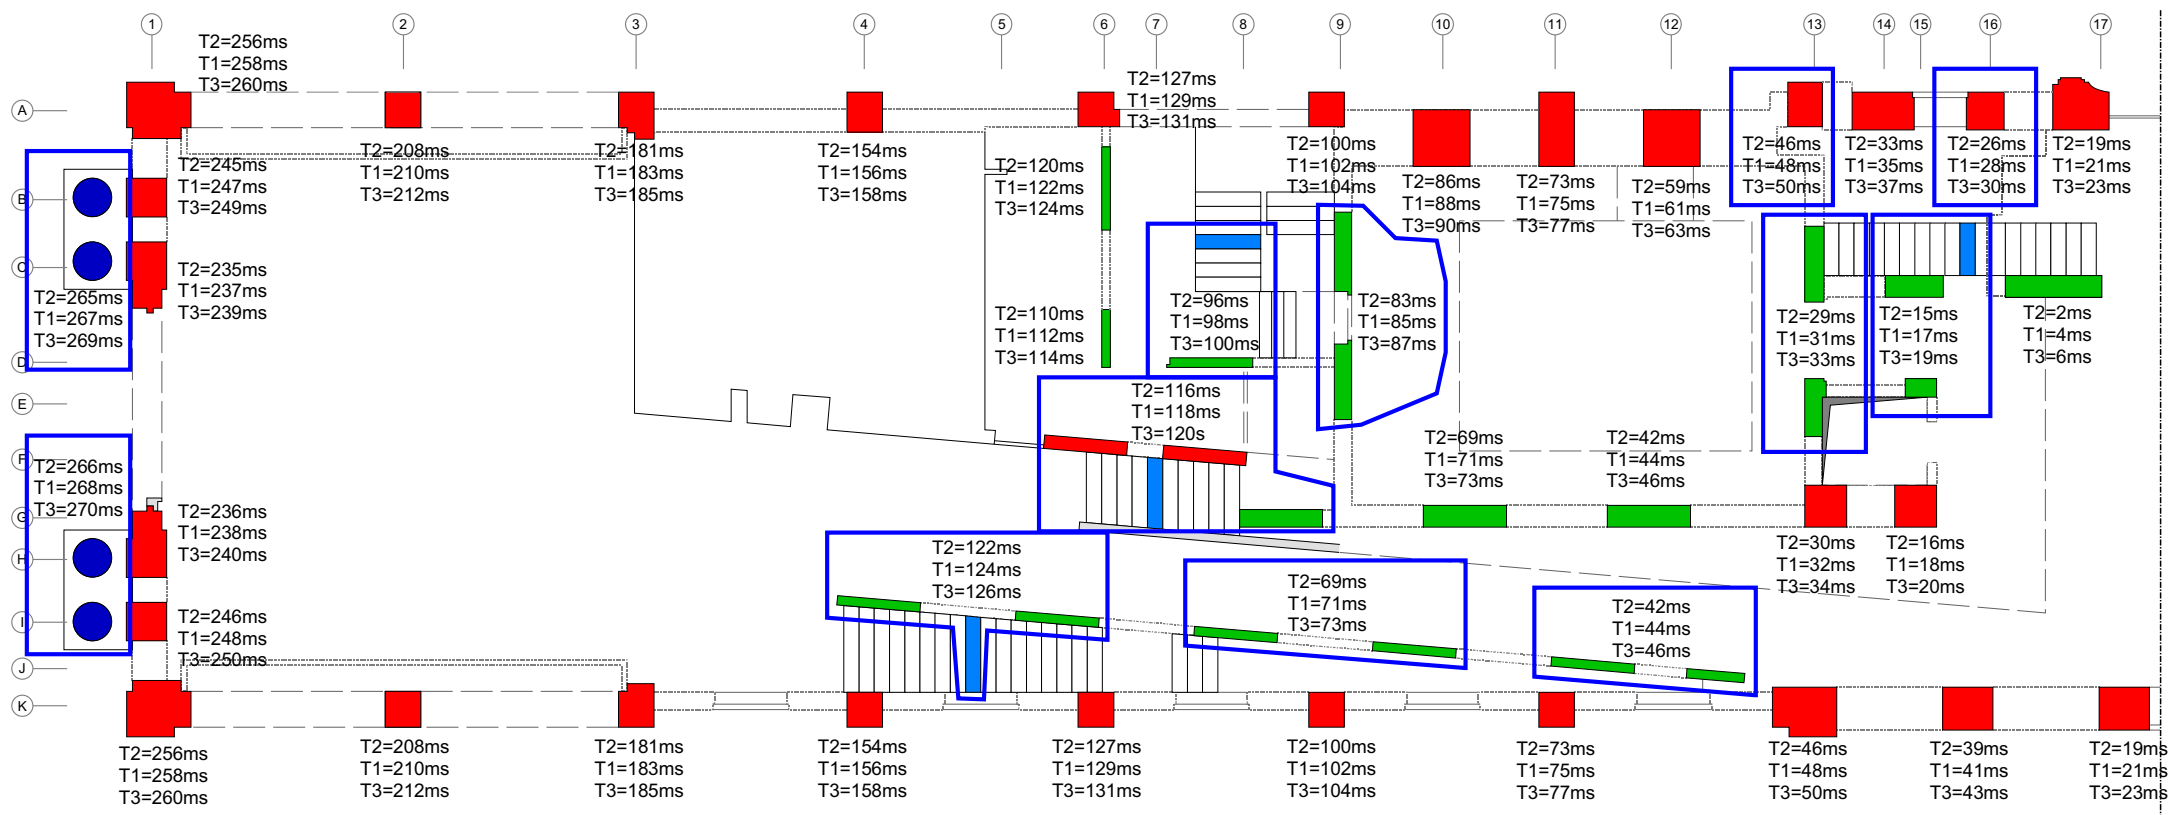 1
2
3
4
5
6
7
8
9
10
11
12
13
14
15
16
17
A
B
C
D
E
F
G
H
I
J
K
T2=256ms
T1=258ms
T3=260ms
T2=127ms
T1=129ms
T3=131ms
T2=245ms
T1=247ms
T3=249ms
T2=208ms
T1=210ms
T3=212ms
T2=181ms
T1=183ms
T3=185ms
T2=154ms
T1=156ms
T3=158ms
T2=120ms
T1=122ms
T3=124ms
T2=100ms
T1=102ms
T3=104ms
T2=86ms
T1=88ms
T3=90ms
T2=73ms
T1=75ms
T3=77ms
T2=59ms
T1=61ms
T3=63ms
T2=46ms
T1=48ms
T3=50ms
T2=33ms
T1=35ms
T3=37ms
T2=26ms
T1=28ms
T3=30ms
T2=19ms
T1=21ms
T3=23ms
T2=265ms
T1=267ms
T3=269ms
T2=235ms
T1=237ms
T3=239ms
T2=110ms
T1=112ms
T3=114ms
T2=96ms
T1=98ms
T3=100ms
T2=83ms
T1=85ms
T3=87ms
T2=29ms
T1=31ms
T3=33ms
T2=15ms
T1=17ms
T3=19ms
T2=2ms
T1=4ms
T3=6ms
T2=116ms
T1=118ms
T3=120s
T2=69ms
T1=71ms
T3=73ms
T2=42ms
T1=44ms
T3=46ms
T2=266ms
T1=268ms
T3=270ms
T2=236ms
T1=238ms
T3=240ms
T2=122ms
T1=124ms
T3=126ms
T2=69ms
T1=71ms
T3=73ms
T2=42ms
T1=44ms
T3=46ms
T2=30ms
T1=32ms
T3=34ms
T2=16ms
T1=18ms
T3=20ms
T2=246ms
T1=248ms
T3=250ms
T2=256ms
T1=258ms
T3=260ms
T2=208ms
T1=210ms
T3=212ms
T2=181ms
T1=183ms
T3=185ms
T2=154ms
T1=156ms
T3=158ms
T2=127ms
T1=129ms
T3=131ms
T2=100ms
T1=102ms
T3=104ms
T2=73ms
T1=75ms
T3=77ms
T2=46ms
T1=48ms
T3=50ms
T2=39ms
T1=41ms
T3=43ms
T2=19ms
T1=21ms
T3=23ms